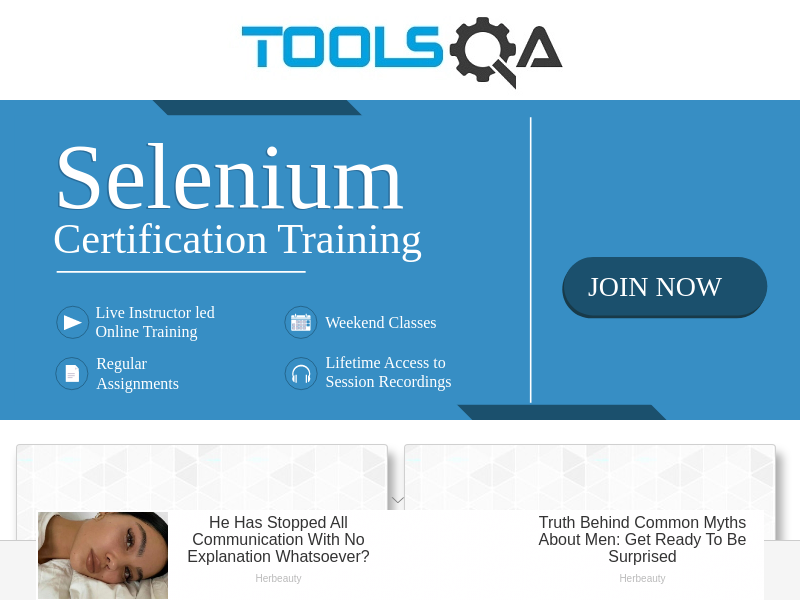 TOOLSQA
Selenium
Certification Training
Live Instructor led
Online Training
Weekend Classes
Regular
Assignments
Lifetime Access to
Session Recordings
JOIN NOW
He Has Stopped All
Communication With No
Explanation Whatsoever?
Herbeauty
Truth Behind Common Myths
About Men: Get Ready To Be
Surprised
Herbeauty